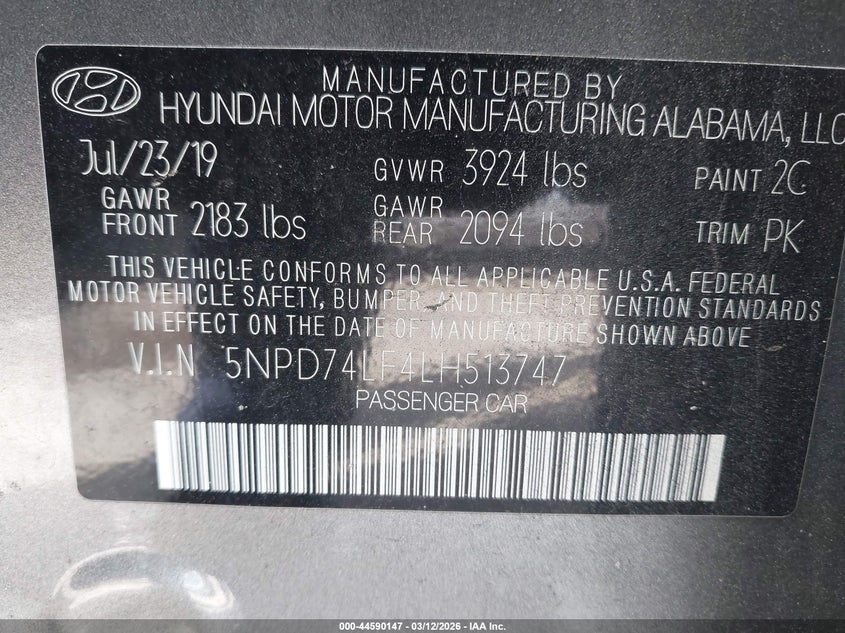 MANUFACTURED BY
HYUNDAI MOTOR MANUFACTURING ALABAMA, LLC
Jul/23/19 GVWR 3924 lbs PAINT 2C
GAWR FRONT 2183 lbs GAWR REAR 2094 lbs TRIM PK
THIS VEHICLE CONFORMS TO ALL APPLICABLE U.S.A. FEDERAL
MOTOR VEHICLE SAFETY, BUMPER, AND THEFT PREVENTION STANDARDS
IN EFFECT ON THE DATE OF MANUFACTURE SHOWN ABOVE
V.I.N 5NPD74LF4LH513747
PASSENGER CAR
000-44590147 - 03/12/2026 - IAA Inc.